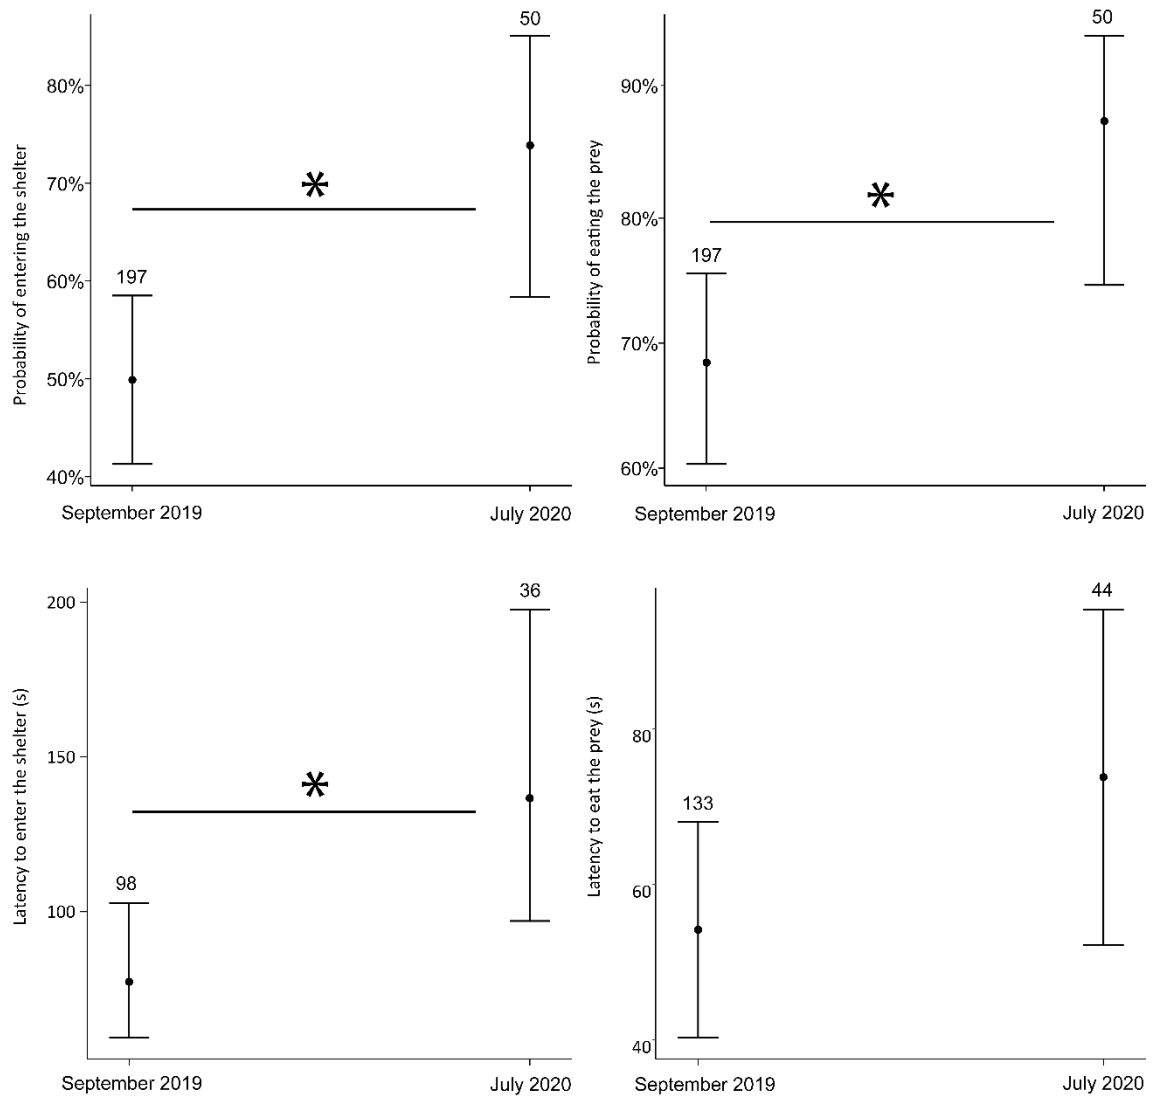 50
80%
70%
*
197
60%
50%
40%
Probability of entering the shelter
September 2019
July 2020
50
90%
80%
*
197
70%
60%
Probability of eating the prey
September 2019
July 2020
36
200
150
*
98
100
Latency to enter the shelter (s)
September 2019
July 2020
44
80
133
60
40
Latency to eat the prey (s)
September 2019
July 2020